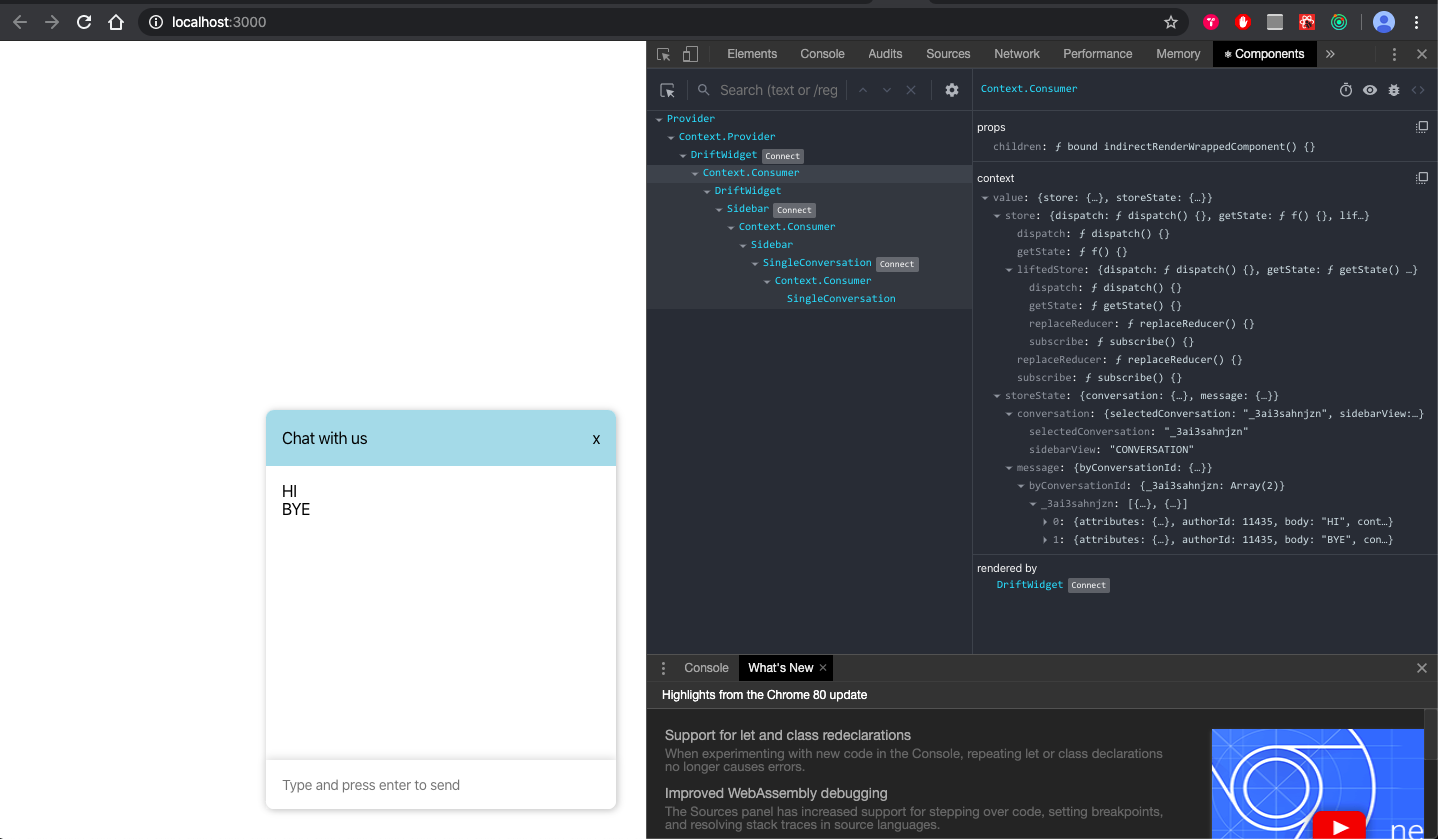 localhost:3000
Elements Console Audits Sources Network Performance Memory Components »
Search (text or /reg
Context.Consumer
Provider
Context.Provider
DriftWidget Connect
Context.Consumer
DriftWidget
Sidebar Connect
Context.Consumer
Sidebar
SingleConversation Connect
Context.Consumer
SingleConversation
props
children: ƒ bound indirectRenderWrappedComponent() {}
context
value: {store: {…}, storeState: {…}}
store: {dispatch: ƒ dispatch() {}, getState: ƒ f() {}, lif…}
dispatch: ƒ dispatch() {}
getState: ƒ f() {}
liftedStore: {dispatch: ƒ dispatch() {}, getState: ƒ getState() …}
dispatch: ƒ dispatch() {}
getState: ƒ getState() {}
replaceReducer: ƒ replaceReducer() {}
subscribe: ƒ subscribe() {}
replaceReducer: ƒ replaceReducer() {}
subscribe: ƒ subscribe() {}
storeState: {conversation: {…}, message: {…}}
conversation: {selectedConversation: "_3ai3sahnjzn", sidebarView:…}
selectedConversation: "_3ai3sahnjzn"
sidebarView: "CONVERSATION"
message: {byConversationId: {…}}
byConversationId: {_3ai3sahnjzn: Array(2)}
_3ai3sahnjzn: [{…}, {…}]
0: {attributes: {…}, authorId: 11435, body: "HI", cont…}
1: {attributes: {…}, authorId: 11435, body: "BYE", con…}
rendered by
DriftWidget Connect
Chat with us x
HI
BYE
Type and press enter to send
Console What's New ×
Highlights from the Chrome 80 update
Support for let and class redeclarations
When experimenting with new code in the Console, repeating let or class declarations
no longer causes errors.
Improved WebAssembly debugging
The Sources panel has increased support for stepping over code, setting breakpoints,
and resolving stack traces in source languages.
ne